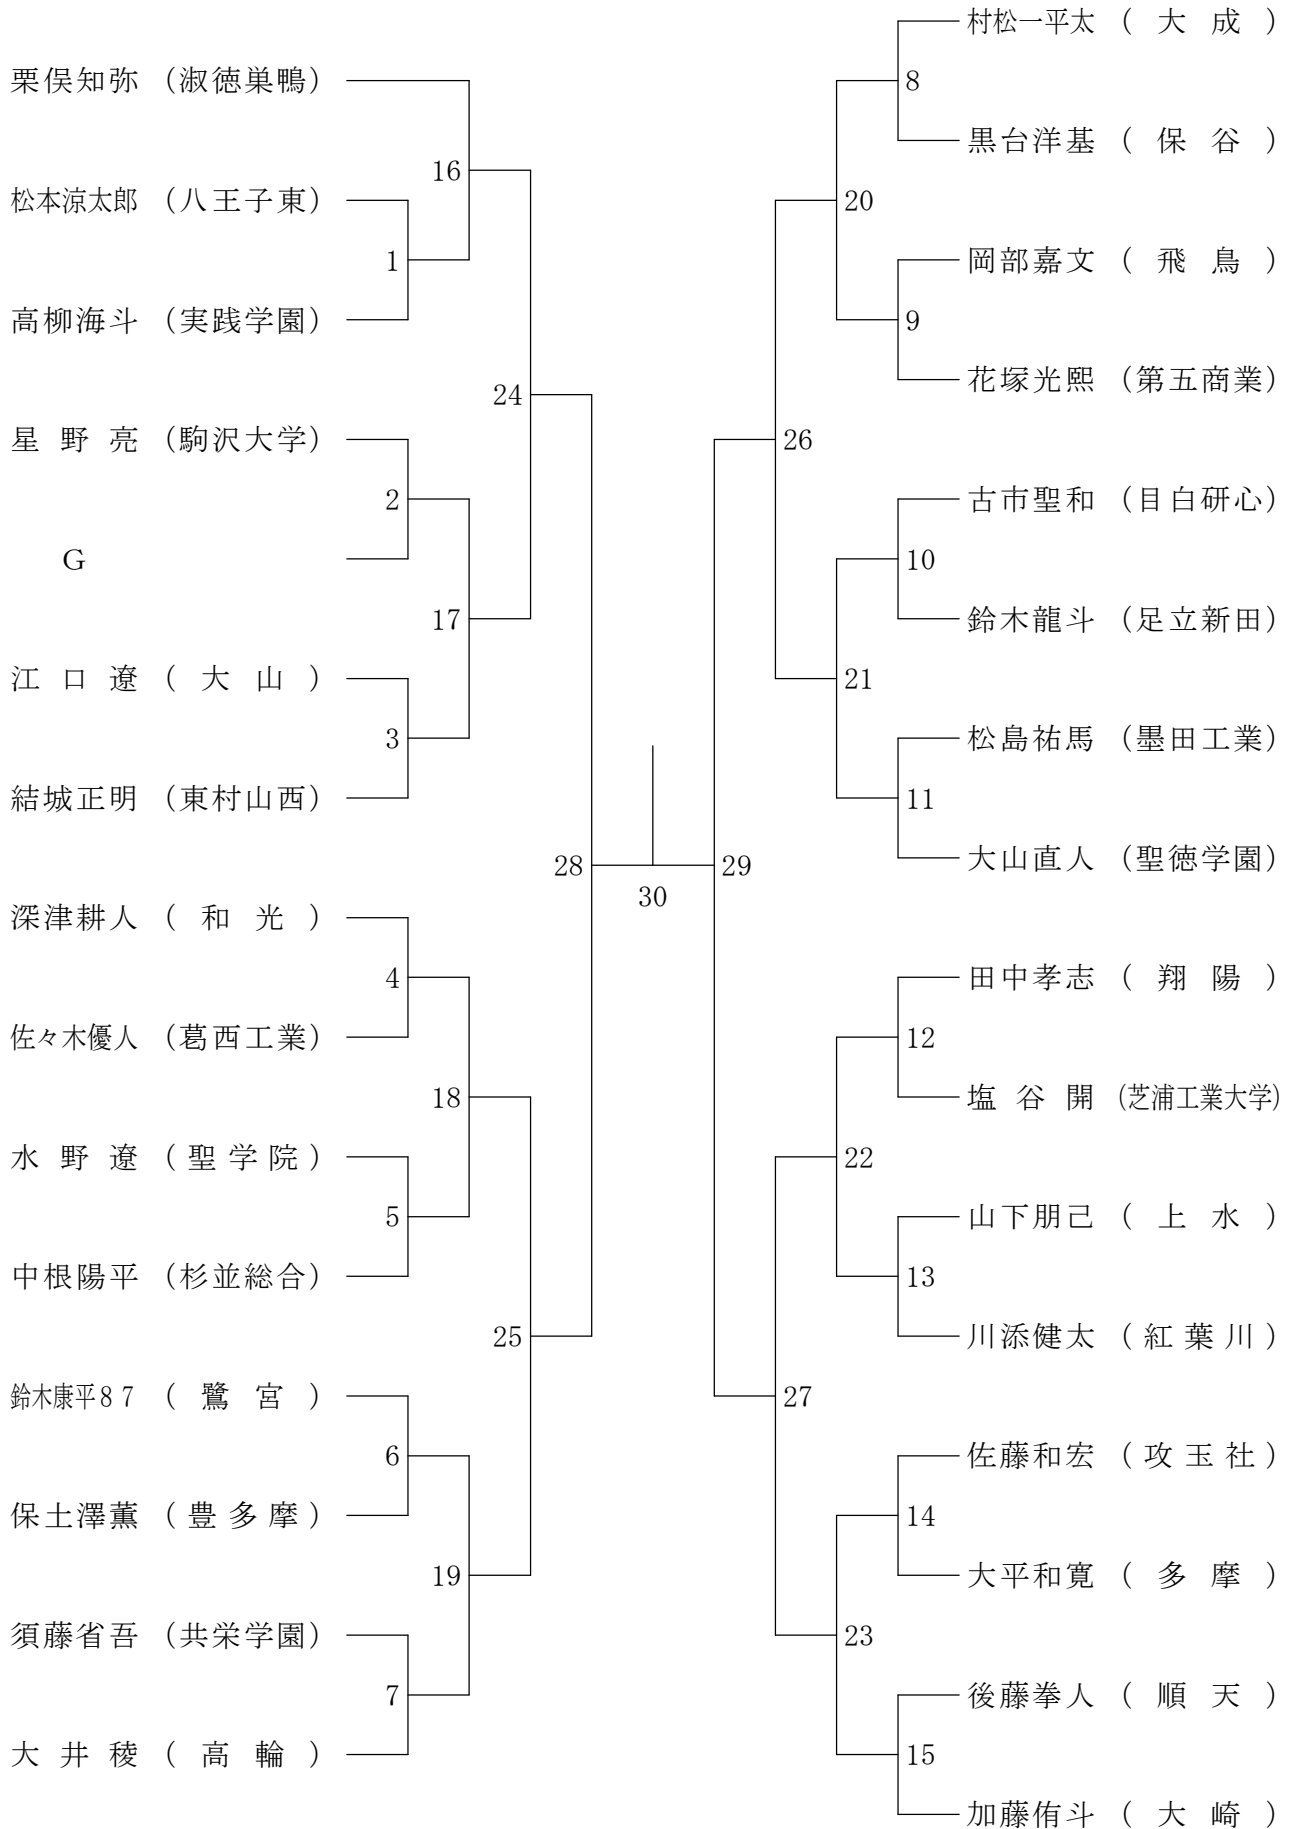 栗俣知弥 (淑徳巣鴨)
16
松本涼太郎 (八王子東)
1
高柳海斗 (実践学園)
24
星野亮 (駒沢大学)
2
G
17
江口遼 (大山)
3
結城正明 (東村山西)
28
深津耕人 (和光)
4
佐々木優人 (葛西工業)
18
水野遼 (聖学院)
5
中根陽平 (杉並総合)
25
鈴木康平87 (鷺宮)
6
保土澤薫 (豊多摩)
19
須藤省吾 (共栄学園)
7
大井稜 (高輪)
30
村松一平太 (大成)
8
黒台洋基 (保谷)
20
岡部嘉文 (飛鳥)
9
花塚光熙 (第五商業)
26
古市聖和 (目白研心)
10
鈴木龍斗 (足立新田)
21
松島祐馬 (墨田工業)
11
大山直人 (聖徳学園)
29
田中孝志 (翔陽)
12
塩谷開 (芝浦工業大学)
22
山下朋己 (上水)
13
川添健太 (紅葉川)
27
佐藤和宏 (攻玉社)
14
大平和寛 (多摩)
23
後藤拳人 (順天)
15
加藤侑斗 (大崎)